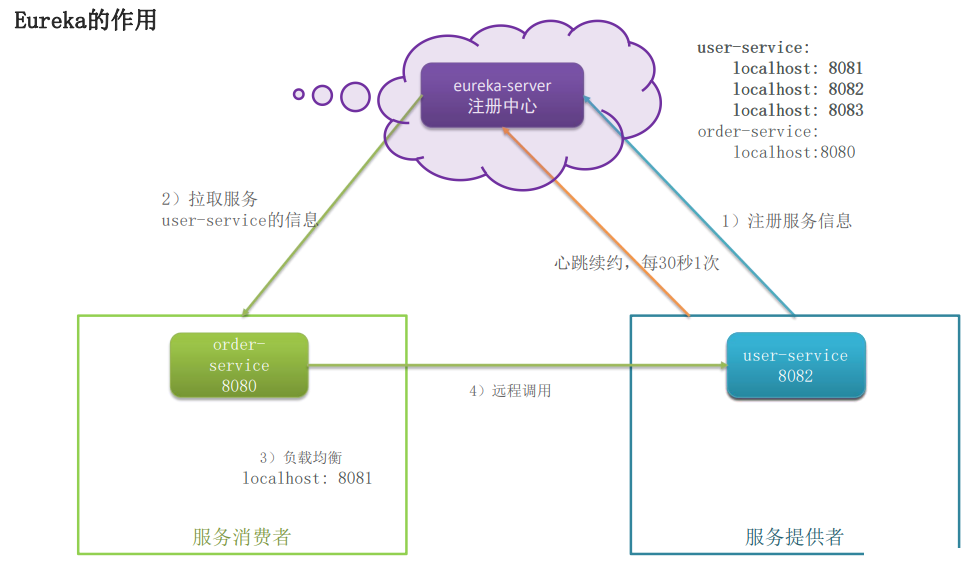 Eureka的作用
eureka-server
注册中心
user-service:
localhost: 8081
localhost: 8082
localhost: 8083
order-service:
localhost:8080
2）拉取服务
user-service的信息
1）注册服务信息
心跳续约，每30秒1次
order-
service
8080
user-service
8082
4）远程调用
3）负载均衡
localhost: 8081
服务消费者
服务提供者